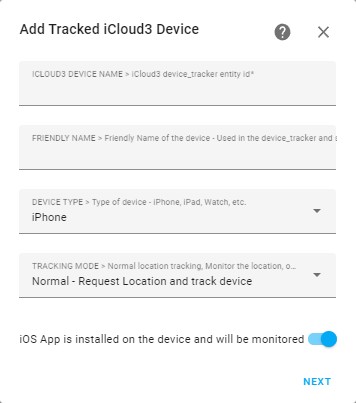 Add Tracked iCloud3 Device
ICLOUD3 DEVICE NAME > iCloud3 device_tracker entity id*
FRIENDLY NAME > Friendly Name of the device - Used in the device_tracker and s
DEVICE TYPE > Type of device - iPhone, iPad, Watch, etc.
iPhone
TRACKING MODE > Normal location tracking, Monitor the location, o...
Normal - Request Location and track device
iOS App is installed on the device and will be monitored
NEXT